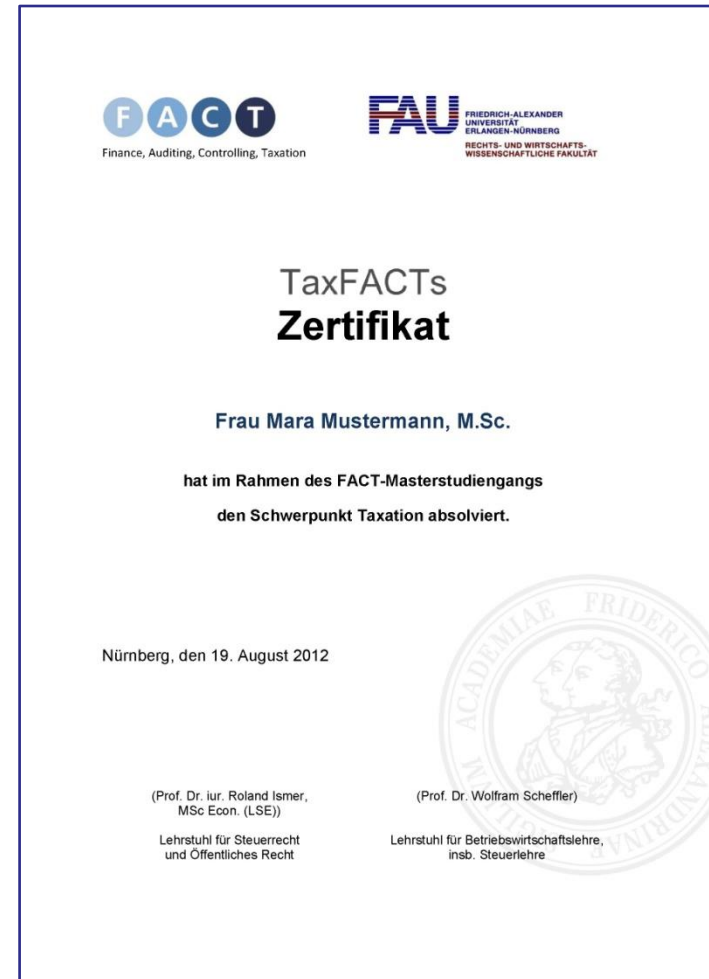 F A C T
Finance, Auditing, Controlling, Taxation
FAU
FRIEDRICH-ALEXANDER
UNIVERSITÄT
ERLANGEN-NÜRNBERG
RECHTS- UND WIRTSCHAFTS-
WISSENSCHAFTLICHE FAKULTÄT
TaxFACTs
Zertifikat
Frau Mara Mustermann, M.Sc.
hat im Rahmen des FACT-Masterstudiengangs
den Schwerpunkt Taxation absolviert.
Nürnberg, den 19. August 2012
ACADEMIAE FRIDERICO
(Prof. Dr. iur. Roland Ismer,
MSc Econ. (LSE))
Lehrstuhl für Steuerrecht
und Öffentliches Recht
(Prof. Dr. Wolfram Scheffler)
Lehrstuhl für Betriebswirtschaftslehre,
insb. Steuerlehre